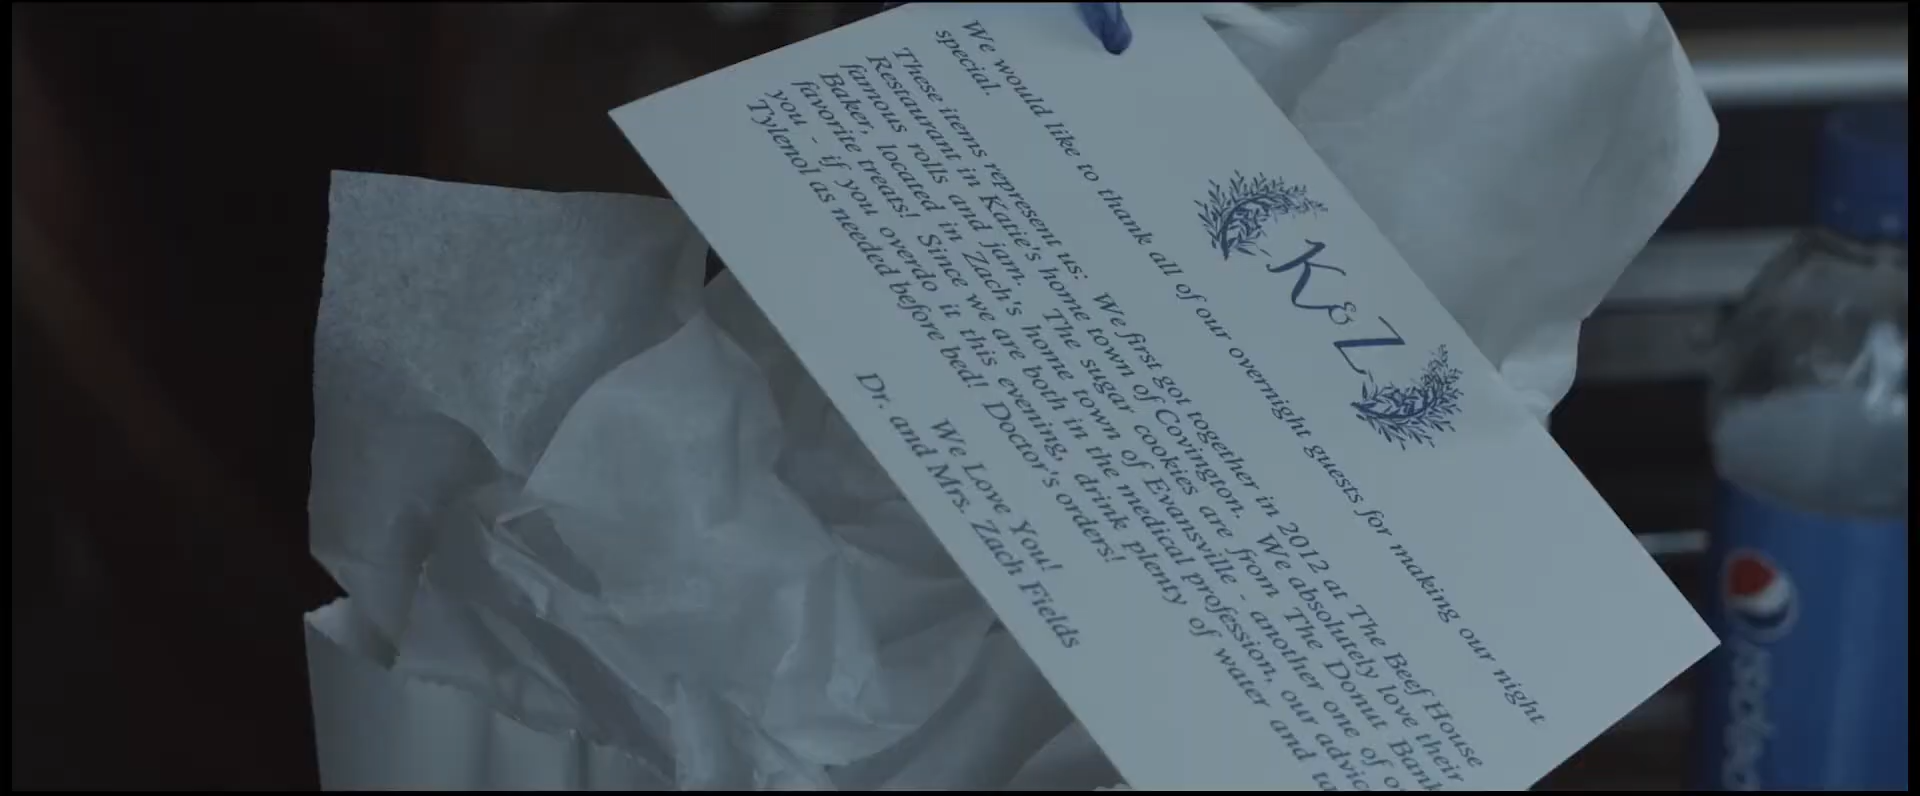 K & Z
We would like to thank all of our overnight guests for making our night
special.
These items represent us: We first got together in 2012 at The Beef House
Restaurant in Katie's home town of Covington. We absolutely love their
famous rolls and jam. The sugar cookies are from The Donut Bank
Baker, located in Zach's home town of Evansville - another one of
favorite treats! Since we are both in the medical profession, our
you - if you overdo it this evening, drink plenty of water and
Tylenol as needed before bed! Doctor's orders!
We Love You!
Dr. and Mrs. Zach Fields
pepsi